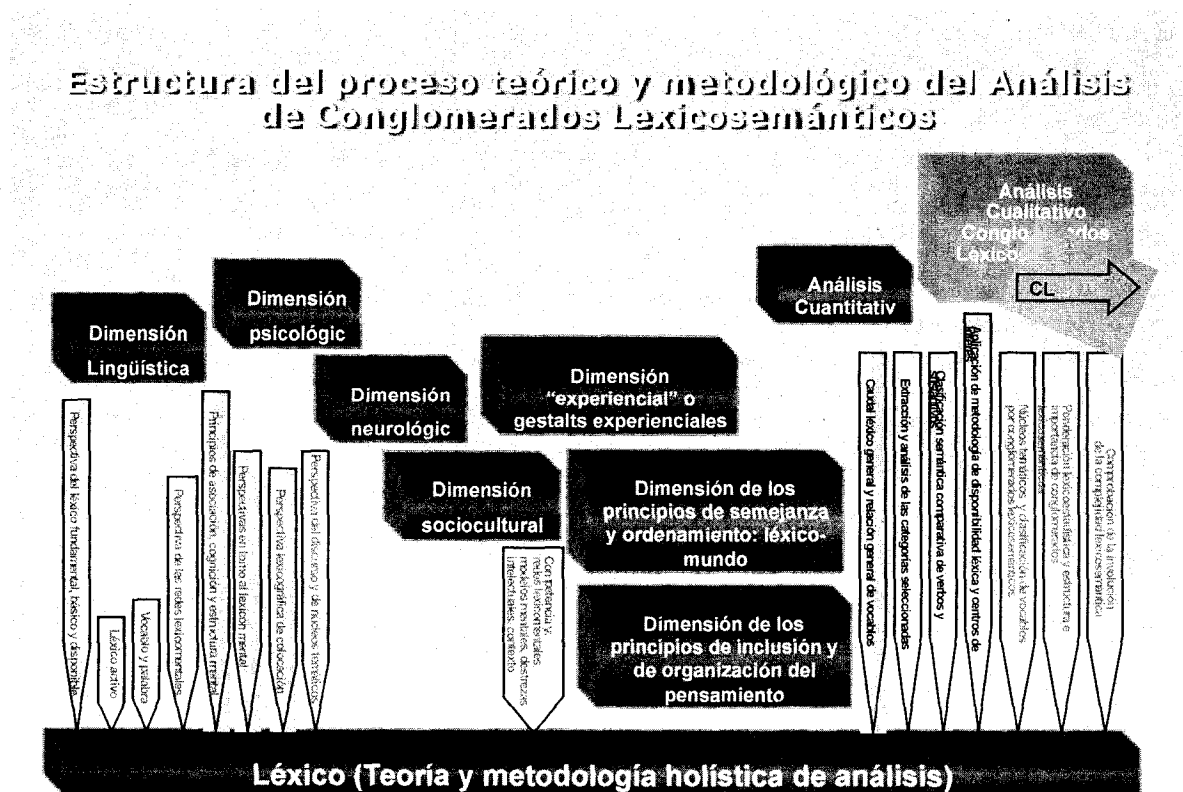 Estructura del proceso teórico y metodológico del Análisis
de Conglomerados Lexicosemánticos
Análisis
Cualitativo
Conglo
Léxico
CL
Análisis
Cuantitativ
Dimensión
psicológic
Dimensión
Lingüística
Dimensión
neurológic
Dimensión
“experiencial” o
gestalts experienciales
Dimensión
sociocultural
Dimensión de los
principios de semejanza
y ordenamiento: léxico-
mundo
Dimensión de los
principios de inclusión y
de organización del
pensamiento
Perspectiva del léxico fundamental, básico y disponible
Léxico activo
Vocablo y palabra
Perspectiva de las redes lexicomentales
Principios de asociación, cognición y estructura mental
Perspectivas en torno al lexicón mental
Perspectiva lexicográfica de colocación
Perspectiva del discurso y de núcleos temáticos
Competencia y
redes lexicomentales
modelos mentales, destrezas
intelectuales, contexto
Caudal léxico general y relación general de vocablos
Extracción y análisis de las categorías seleccionadas
Clasificación semántica comparativa de verbos y
Aplicación de metodología de disponibilidad léxica y centros de
Núcleos temáticos y clasificación de vocablos
por conglomerados lexicosemánticos
Ponderación lexicoestadística y estructura e
importancia de conglomerados
lexicosemánticos
Comprobación de la involución
de la complejidad lexicosemántica
Léxico (Teoría y metodología holística de análisis)